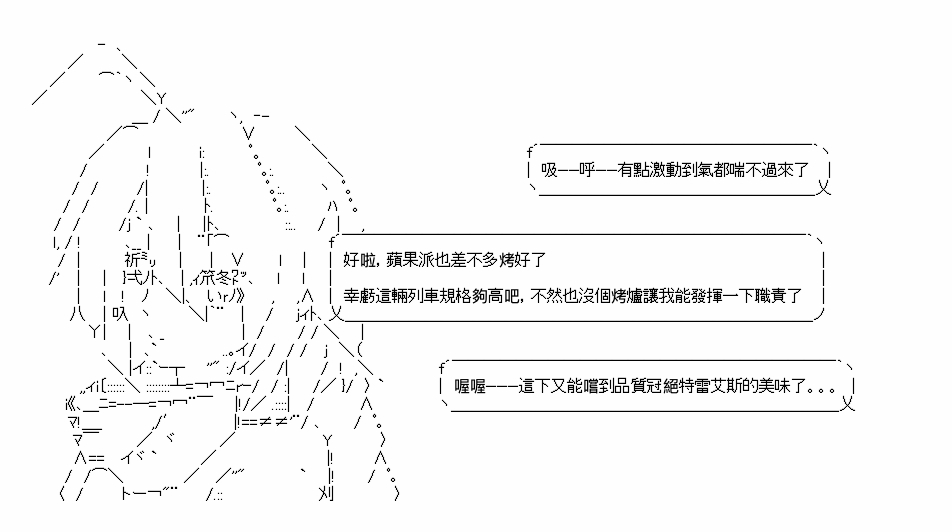 吸──呼──有點激動到氣都喘不過來了
好啦，蘋果派也差不多烤好了
幸虧這輛列車規格夠高吧，不然也沒個烤爐讓我能發揮一下職責了
喔喔───這下又能嚐到品質冠絕特雷艾斯的美味了。。。